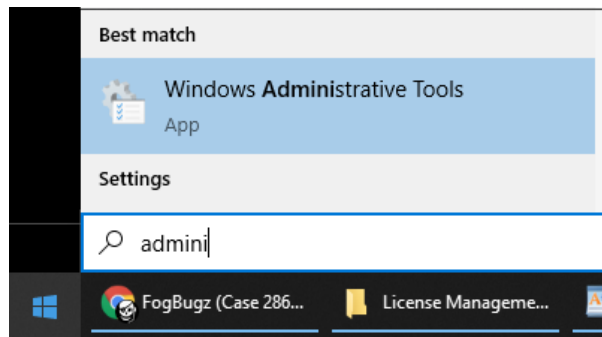 Best match
Windows Administrative Tools
App
Settings
admini
FogBugz (Case 286...
License Manageme...